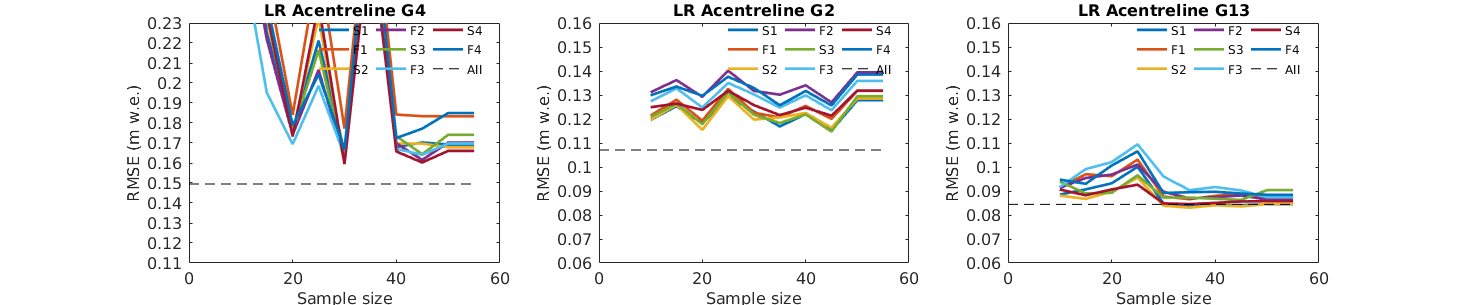 LR Acentreline G4
0.23
0.22
0.21
0.2
0.19
0.18
0.17
0.16
0.15
0.14
0.13
0.12
0.11
RMSE (m w.e.)
0
20
40
60
Sample size
S1 F2 S4
F1 S3 F4
S2 F3 All
LR Acentreline G2
0.16
0.15
0.14
0.13
0.12
0.11
0.1
0.09
0.08
0.07
0.06
RMSE (m w.e.)
0
20
40
60
Sample size
S1 F2 S4
F1 S3 F4
S2 F3 All
LR Acentreline G13
0.16
0.15
0.14
0.13
0.12
0.11
0.1
0.09
0.08
0.07
0.06
RMSE (m w.e.)
0
20
40
60
Sample size
S1 F2 S4
F1 S3 F4
S2 F3 All